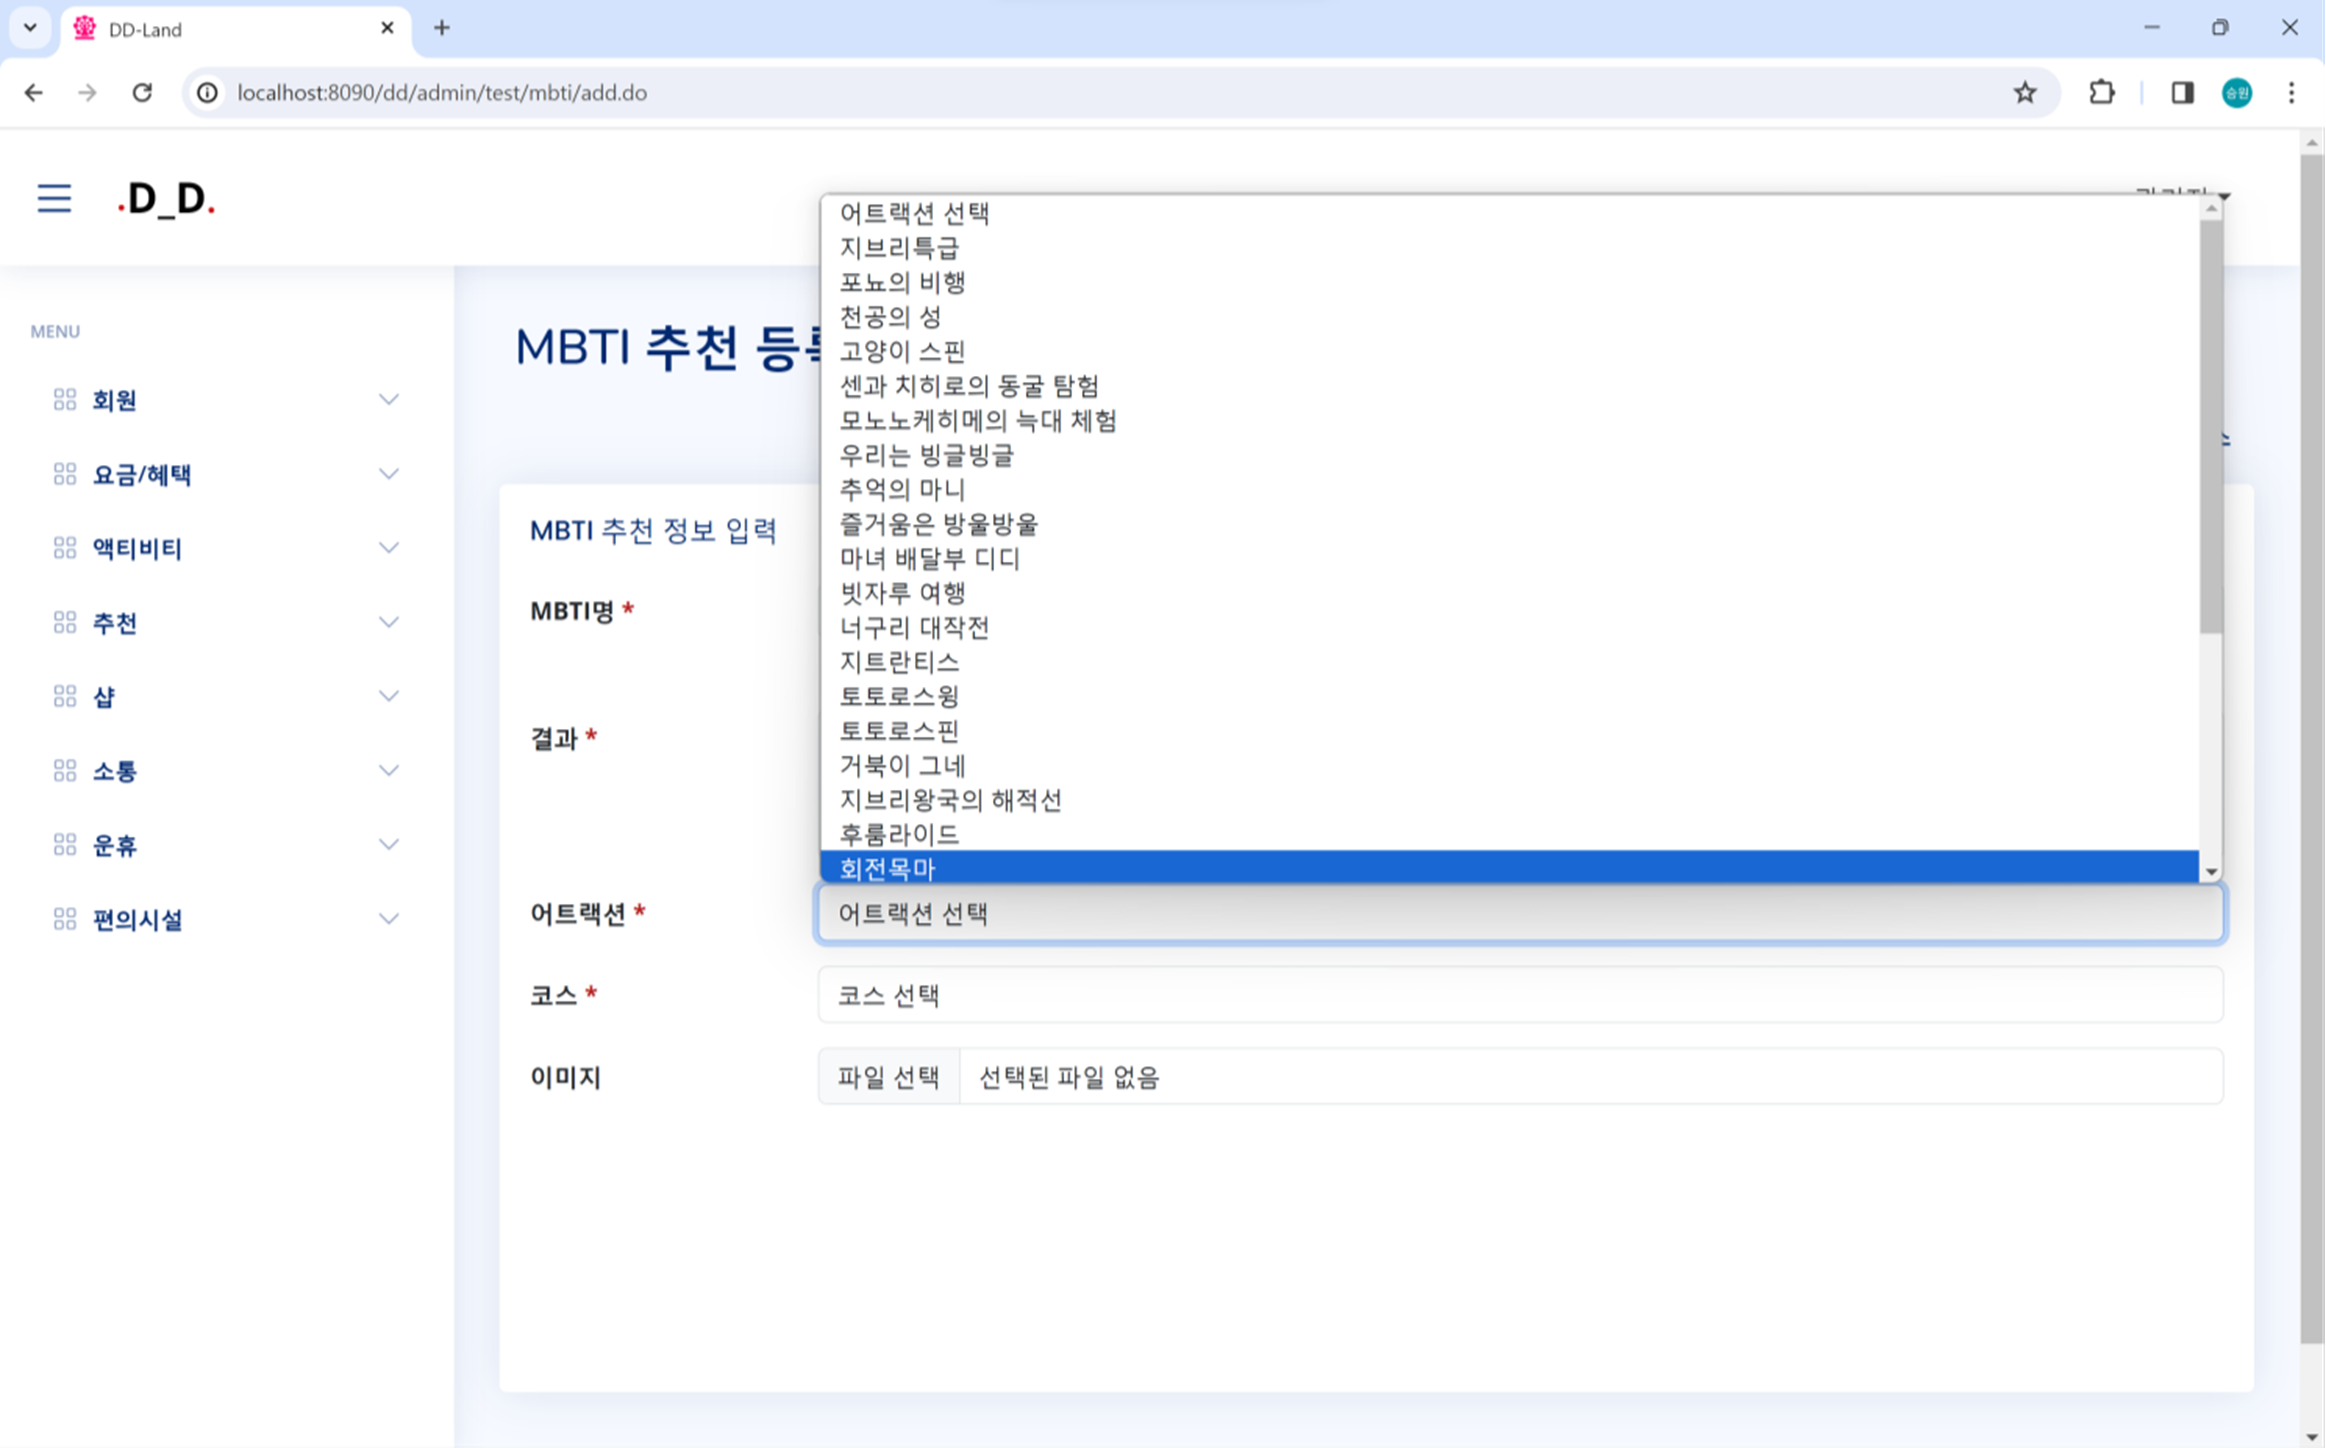 DD-Land
localhost:8090/dd/admin/test/mbti/add.do
승원
.D_D.
MENU
회원
요금/혜택
액티비티
추천
샵
소통
운휴
편의시설
MBTI 추천
MBTI 추천 정보 입력
MBTI명 *
결과 *
어트랙션 선택
지브리특급
포뇨의 비행
천공의 성
고양이 스핀
센과 치히로의 동굴 탐험
모노노케히메의 늑대 체험
우리는 빙글빙글
추억의 마니
즐거움은 방울방울
마녀 배달부 디디
빗자루 여행
너구리 대작전
지트란티스
토토로스윙
토토로스핀
거북이 그네
지브리왕국의 해적선
후룸라이드
회전목마
어트랙션 * 어트랙션 선택
코스 * 코스 선택
이미지 파일 선택 선택된 파일 없음